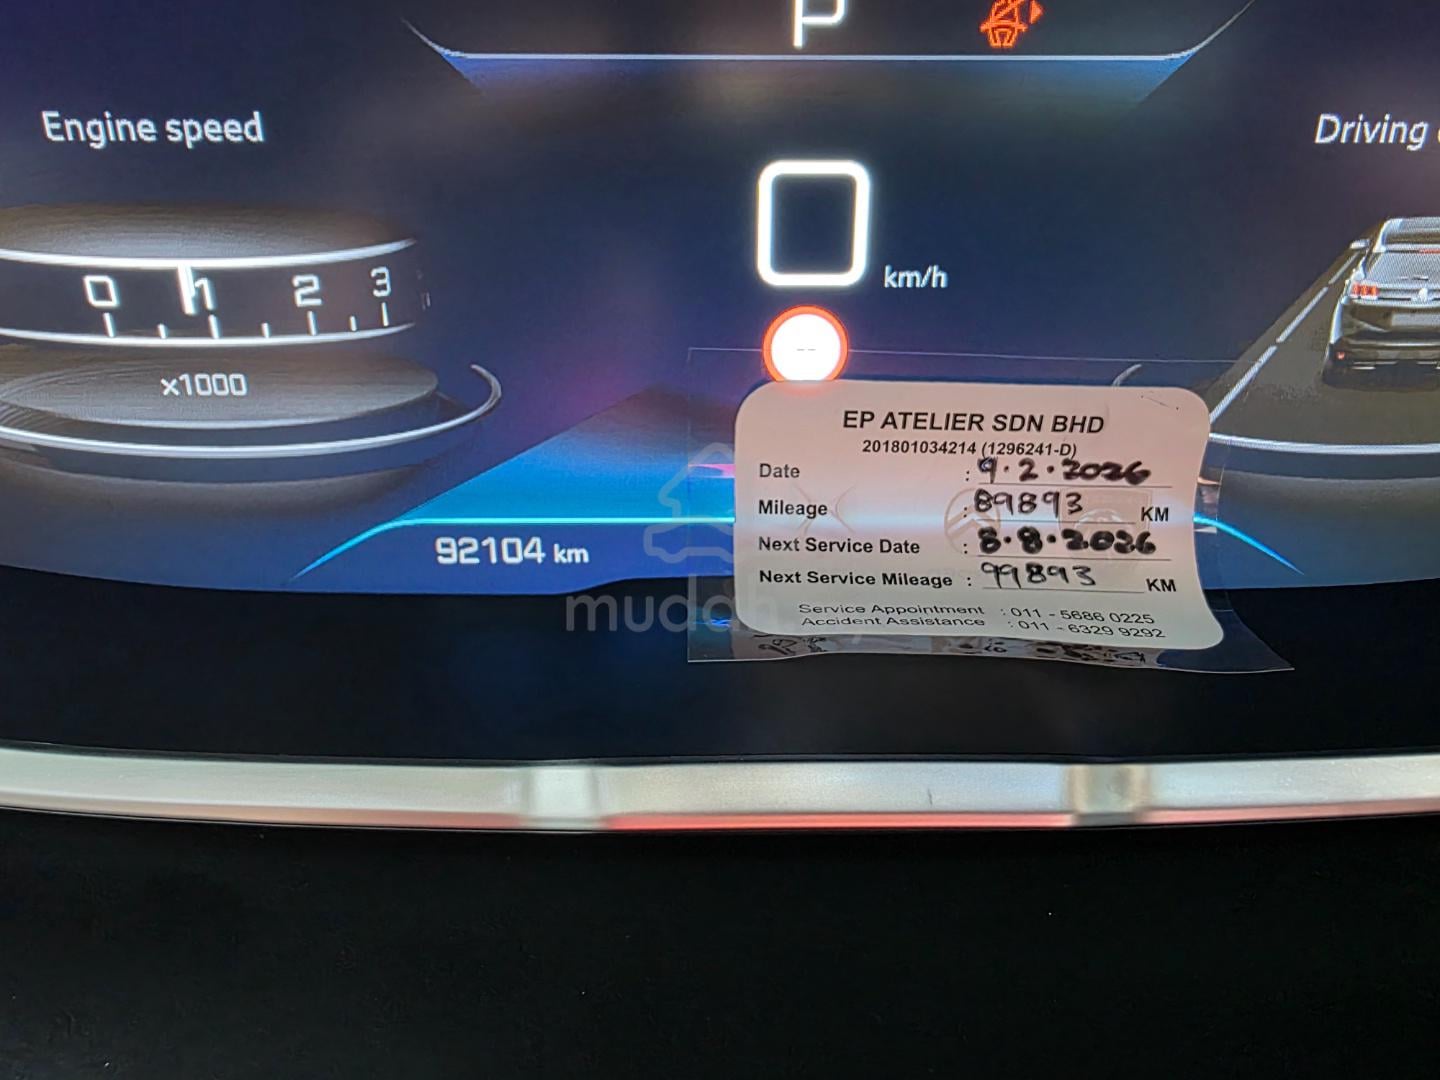 P
Engine speed
Driving
0
km/h
0 1 2 3
x1000
--
92104 km
EP ATELIER SDN BHD
201801034214 (1296241-D)
Date : 9.2.2026
Mileage : 89893 KM
Next Service Date : 8.8.2026
Next Service Mileage : 99893 KM
Service Appointment : 011 - 5686 0225
Accident Assistance : 011 - 6329 9292
mudah